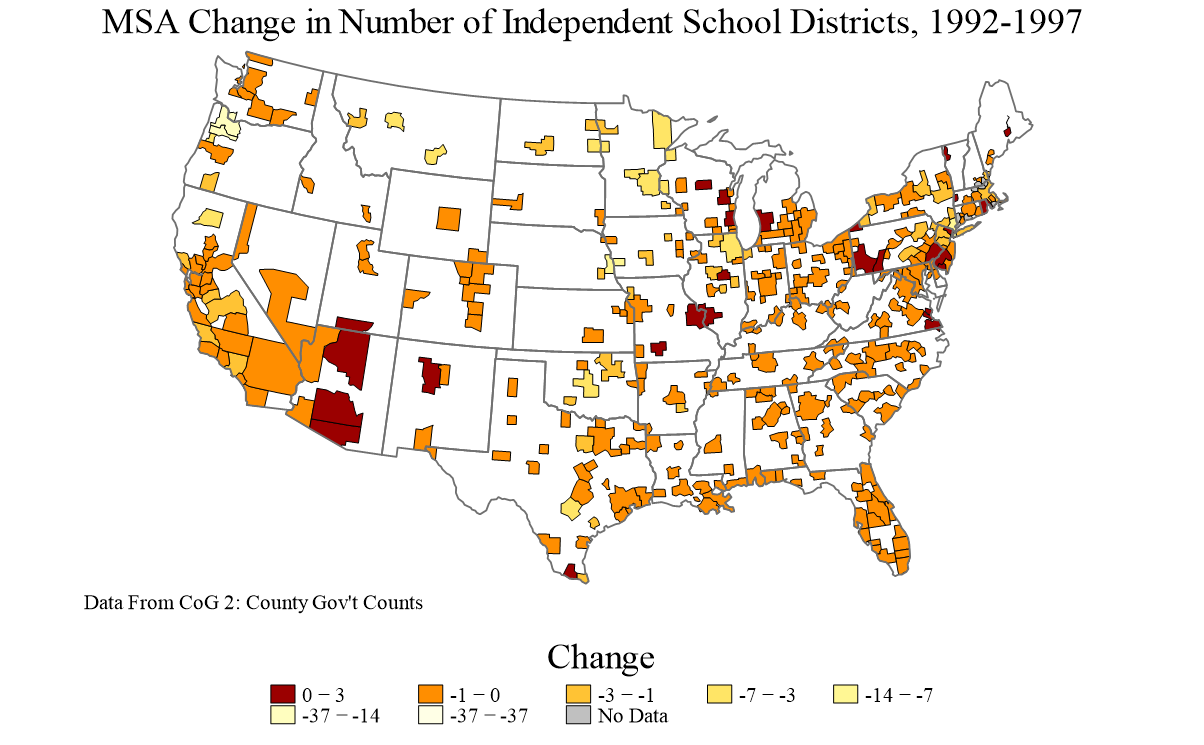 MSA Change in Number of Independent School Districts, 1992-1997
Data From CoG 2: County Gov't Counts
Change
0 − 3
-1 − 0
-3 − -1
-7 − -3
-14 − -7
-37 − -14
-37 − -37
No Data